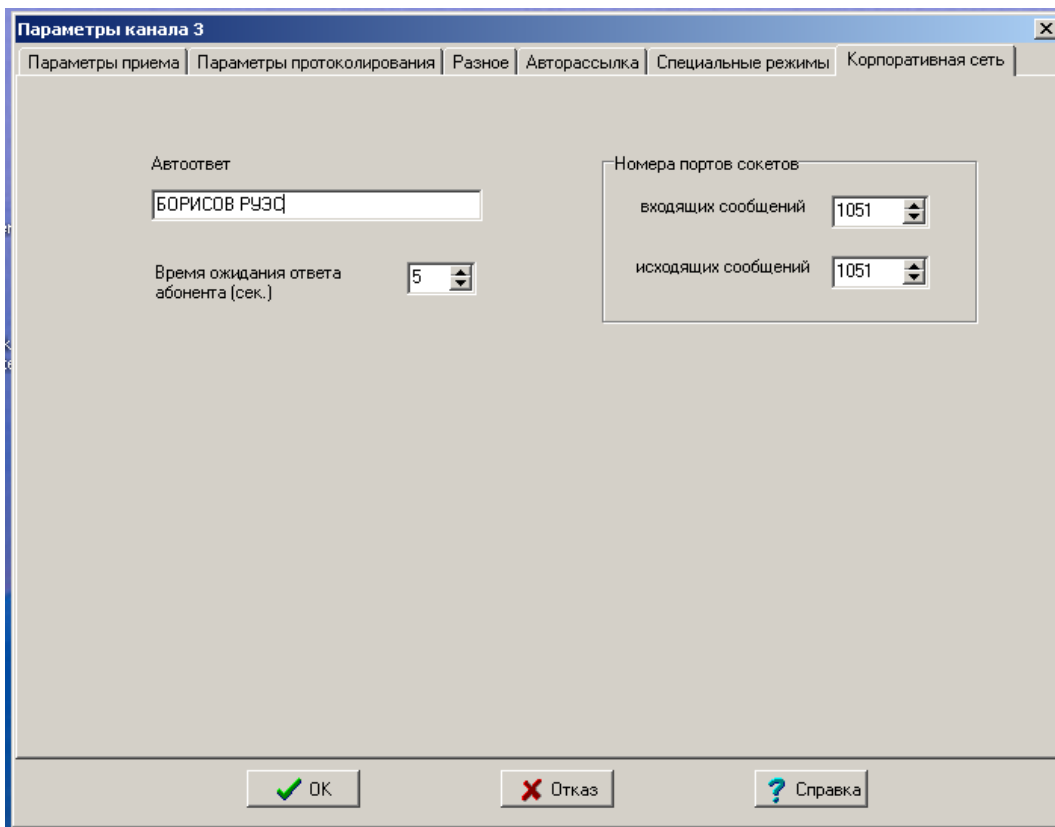 Параметры канала 3
Параметры приема
Параметры протоколирования
Разное
Авторассылка
Специальные режимы
Корпоративная сеть
Автоответ
БОРИСОВ РУЭС
Время ожидания ответа
абонента (сек.)
5
Номера портов сокетов
входящих сообщений
1051
исходящих сообщений
1051
OK
Отказ
Справка